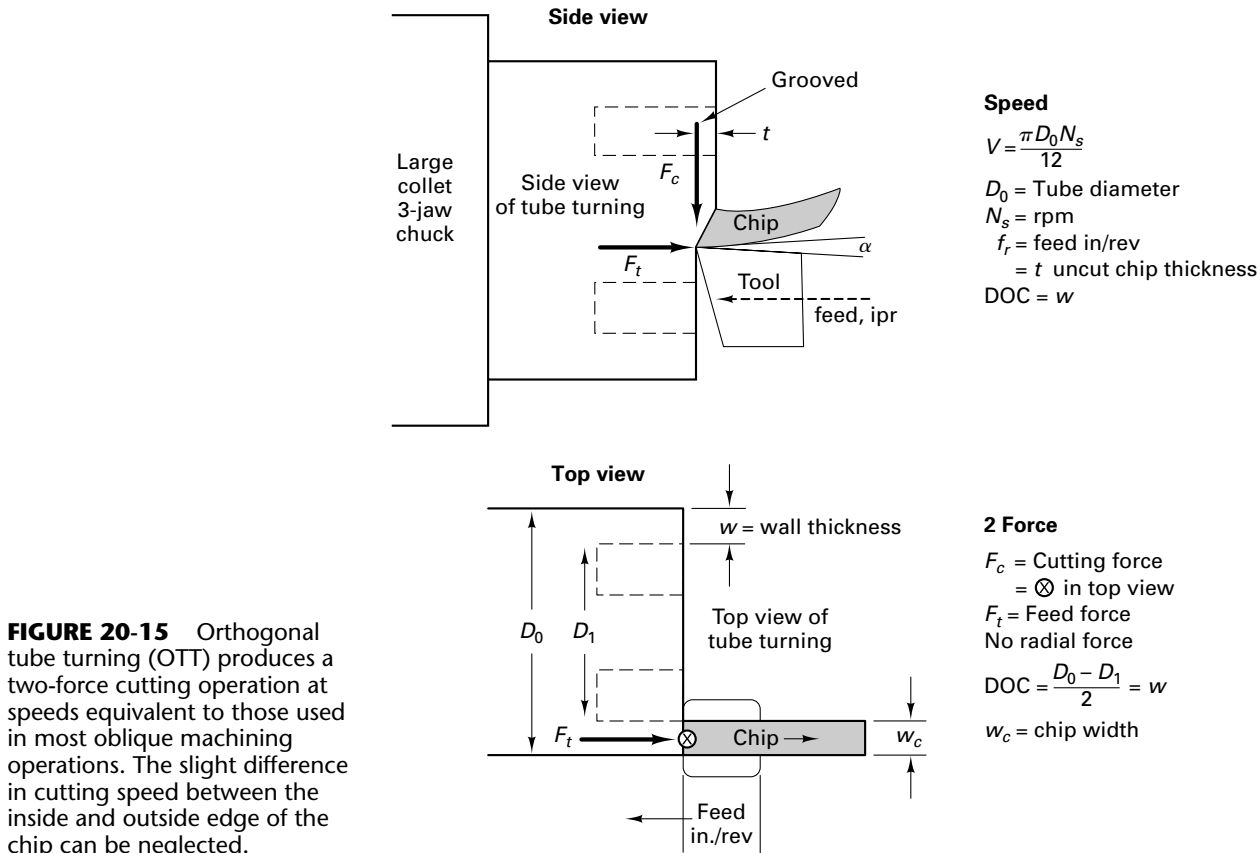 Side view
Grooved
t
Large
collet
3-jaw
chuck
Side view
of tube turning
F_c
Chip
α
F_t
Tool
feed, ipr
Speed
V = πD_0N_s / 12
D_0 = Tube diameter
N_s = rpm
f_r = feed in/rev
= t uncut chip thickness
DOC = w
Top view
w = wall thickness
D_0
D_1
Top view of
tube turning
F_t
Chip
w_c
Feed
in./rev
2 Force
F_c = Cutting force
= ⊗ in top view
F_t = Feed force
No radial force
DOC = D_0 – D_1 / 2 = w
w_c = chip width
FIGURE 20-15 Orthogonal
tube turning (OTT) produces a
two-force cutting operation at
speeds equivalent to those used
in most oblique machining
operations. The slight difference
in cutting speed between the
inside and outside edge of the
chip can be neglected.